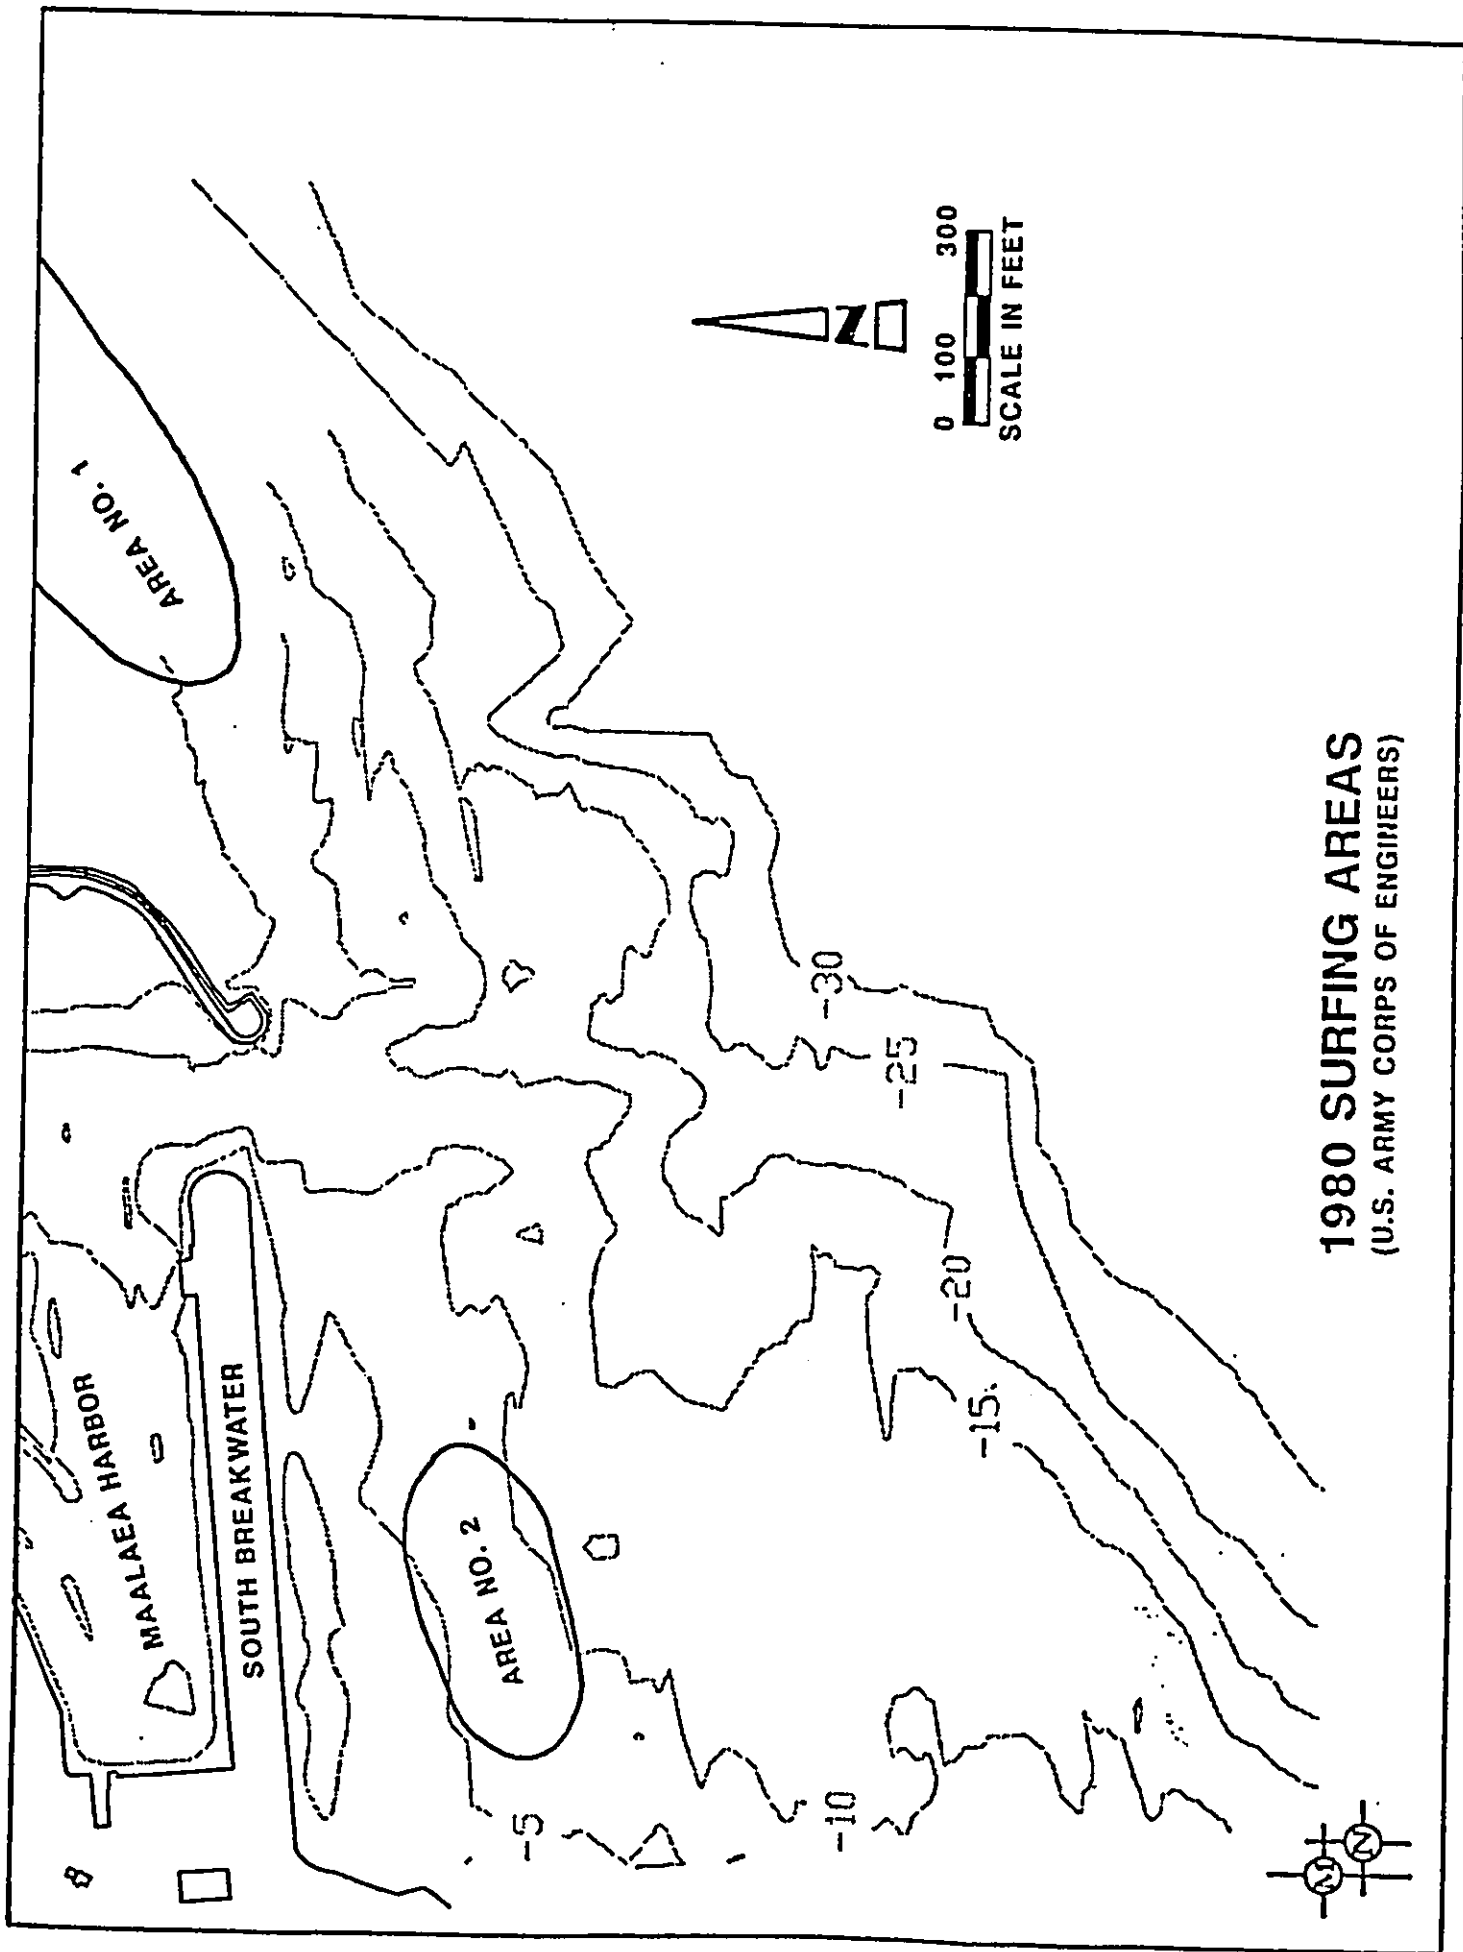 AREA NO. 1
MAALAEA HARBOR
SOUTH BREAKWATER
AREA NO. 2
N
0 100 300
SCALE IN FEET
-5
-10
-15
-20
-25
-30
1980 SURFING AREAS
(U.S. ARMY CORPS OF ENGINEERS)
M
N